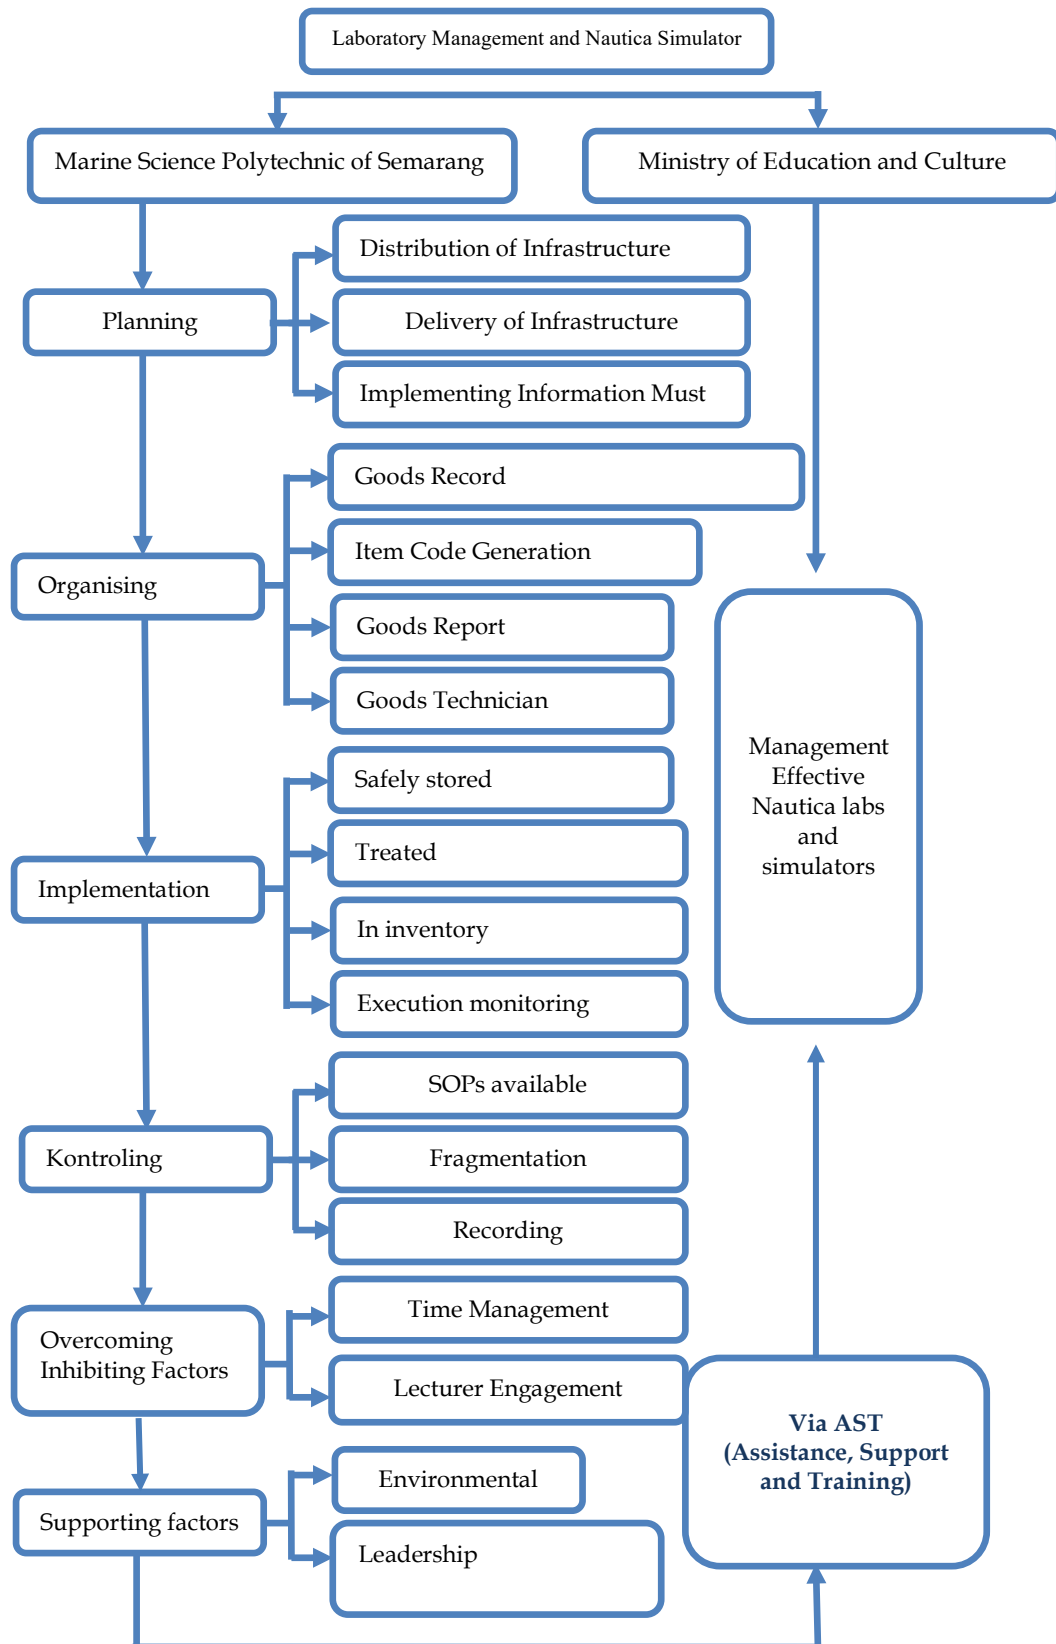 Laboratory Management and Nautica Simulator
Marine Science Polytechnic of Semarang
Ministry of Education and Culture
Planning
Distribution of Infrastructure
Delivery of Infrastructure
Implementing Information Must
Organising
Goods Record
Item Code Generation
Goods Report
Goods Technician
Implementation
Safely stored
Treated
In inventory
Execution monitoring
Kontroling
SOPs available
Fragmentation
Recording
Overcoming
Inhibiting Factors
Time Management
Lecturer Engagement
Supporting factors
Environmental
Leadership
Management
Effective
Nautica labs
and
simulators
Via AST
(Assistance, Support
and Training)